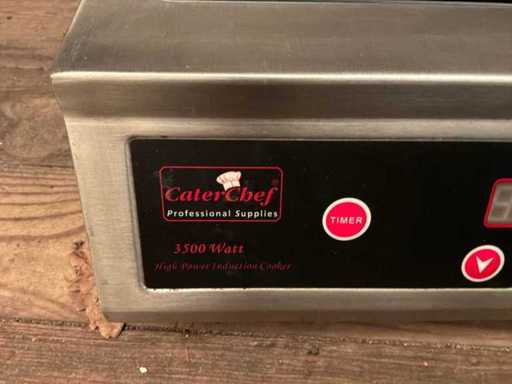 CaterChef
Professional Supplies
TIMER
3500 Watt
High Power Induction Cooker